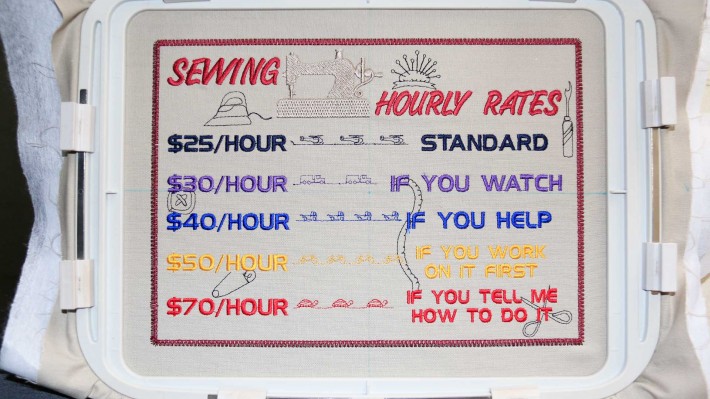 SEWING
HOURLY RATES
$25/HOUR STANDARD
$30/HOUR IF YOU WATCH
$40/HOUR IF YOU HELP
$50/HOUR IF YOU WORK
ON IT FIRST
$70/HOUR IF YOU TELL ME
HOW TO DO IT